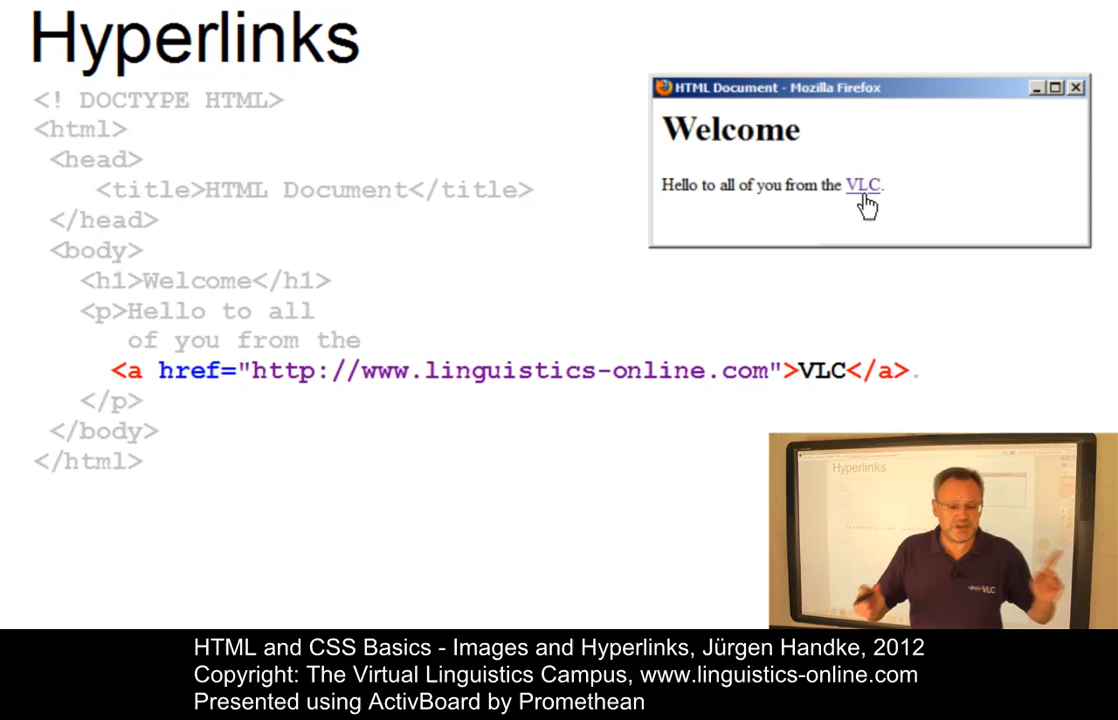 Hyperlinks
<! DOCTYPE HTML>
<html>
<head>
<title>HTML Document</title>
</head>
<body>
<h1>Welcome</h1>
<p>Hello to all
of you from the
<a href="http://www.linguistics-online.com">VLC</a>.
</p>
</body>
</html>
HTML Document - Mozilla Firefox
Welcome
Hello to all of you from the VLC.
Hyperlinks
VLC
HTML and CSS Basics - Images and Hyperlinks, Jürgen Handke, 2012
Copyright: The Virtual Linguistics Campus, www.linguistics-online.com
Presented using ActivBoard by Promethean